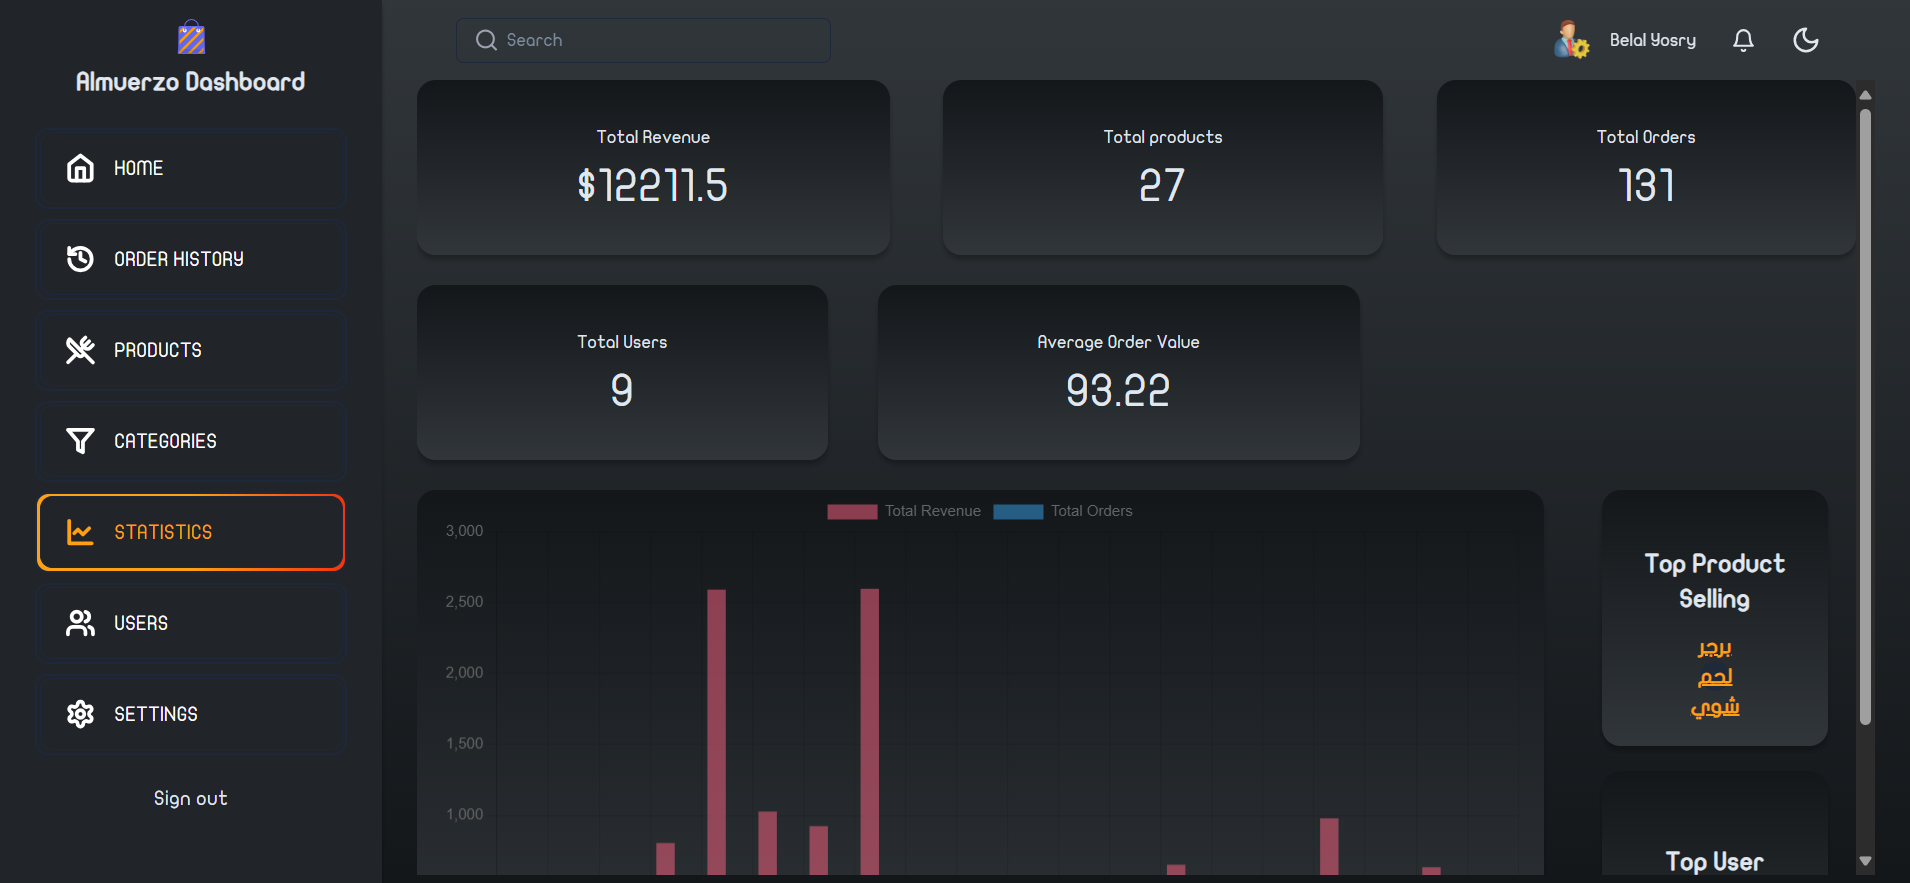 Almuerzo Dashboard
HOME
ORDER HISTORY
PRODUCTS
CATEGORIES
STATISTICS
USERS
SETTINGS
Sign out
Search
Belal Yosry
Total Revenue
$12211.5
Total products
27
Total Orders
131
Total Users
9
Average Order Value
93.22
Total Revenue
Total Orders
3,000
2,500
2,000
1,500
1,000
Top Product
Selling
برجر
لحم
شوي
Top User